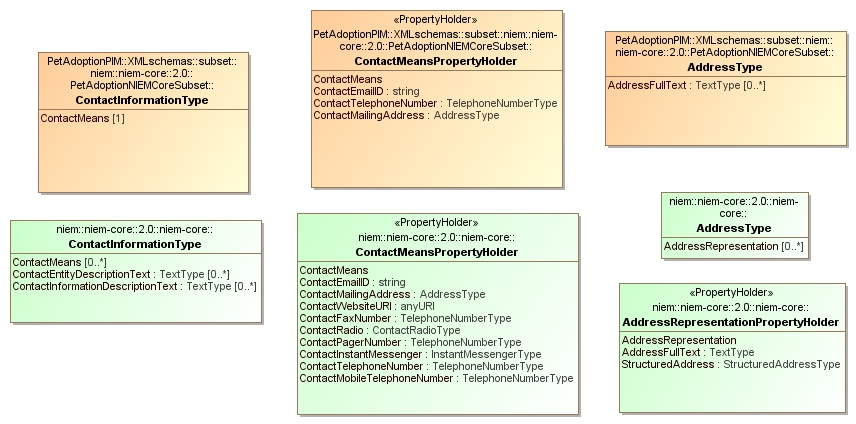 PetAdoptionPIM::XMLschemas::subset::
niem::niem-core::2.0::
PetAdoptionNIEMCoreSubset::
ContactInformationType
ContactMeans [1]
«PropertyHolder»
PetAdoptionPIM::XMLschemas::subset::niem::niem-
core::2.0::PetAdoptionNIEMCoreSubset::
ContactMeansPropertyHolder
ContactMeans
ContactEmailID : string
ContactTelephoneNumber : TelephoneNumberType
ContactMailingAddress : AddressType
PetAdoptionPIM::XMLschemas::subset::niem::
niem-core::2.0::PetAdoptionNIEMCoreSubset::
AddressType
AddressFullText : TextType [0..*]
niem::niem-core::2.0::niem-core::
ContactInformationType
ContactMeans [0..*]
ContactEntityDescriptionText : TextType [0..*]
ContactInformationDescriptionText : TextType [0..*]
«PropertyHolder»
niem::niem-core::2.0::niem-core::
ContactMeansPropertyHolder
ContactMeans
ContactEmailID : string
ContactMailingAddress : AddressType
ContactWebsiteURI : anyURI
ContactFaxNumber : TelephoneNumberType
ContactRadio : ContactRadioType
ContactPagerNumber : TelephoneNumberType
ContactInstantMessenger : InstantMessengerType
ContactTelephoneNumber : TelephoneNumberType
ContactMobileTelephoneNumber : TelephoneNumberType
niem::niem-core::2.0::niem-
core::
AddressType
AddressRepresentation [0..*]
«PropertyHolder»
niem::niem-core::2.0::niem-core::
AddressRepresentationPropertyHolder
AddressRepresentation
AddressFullText : TextType
StructuredAddress : StructuredAddressType